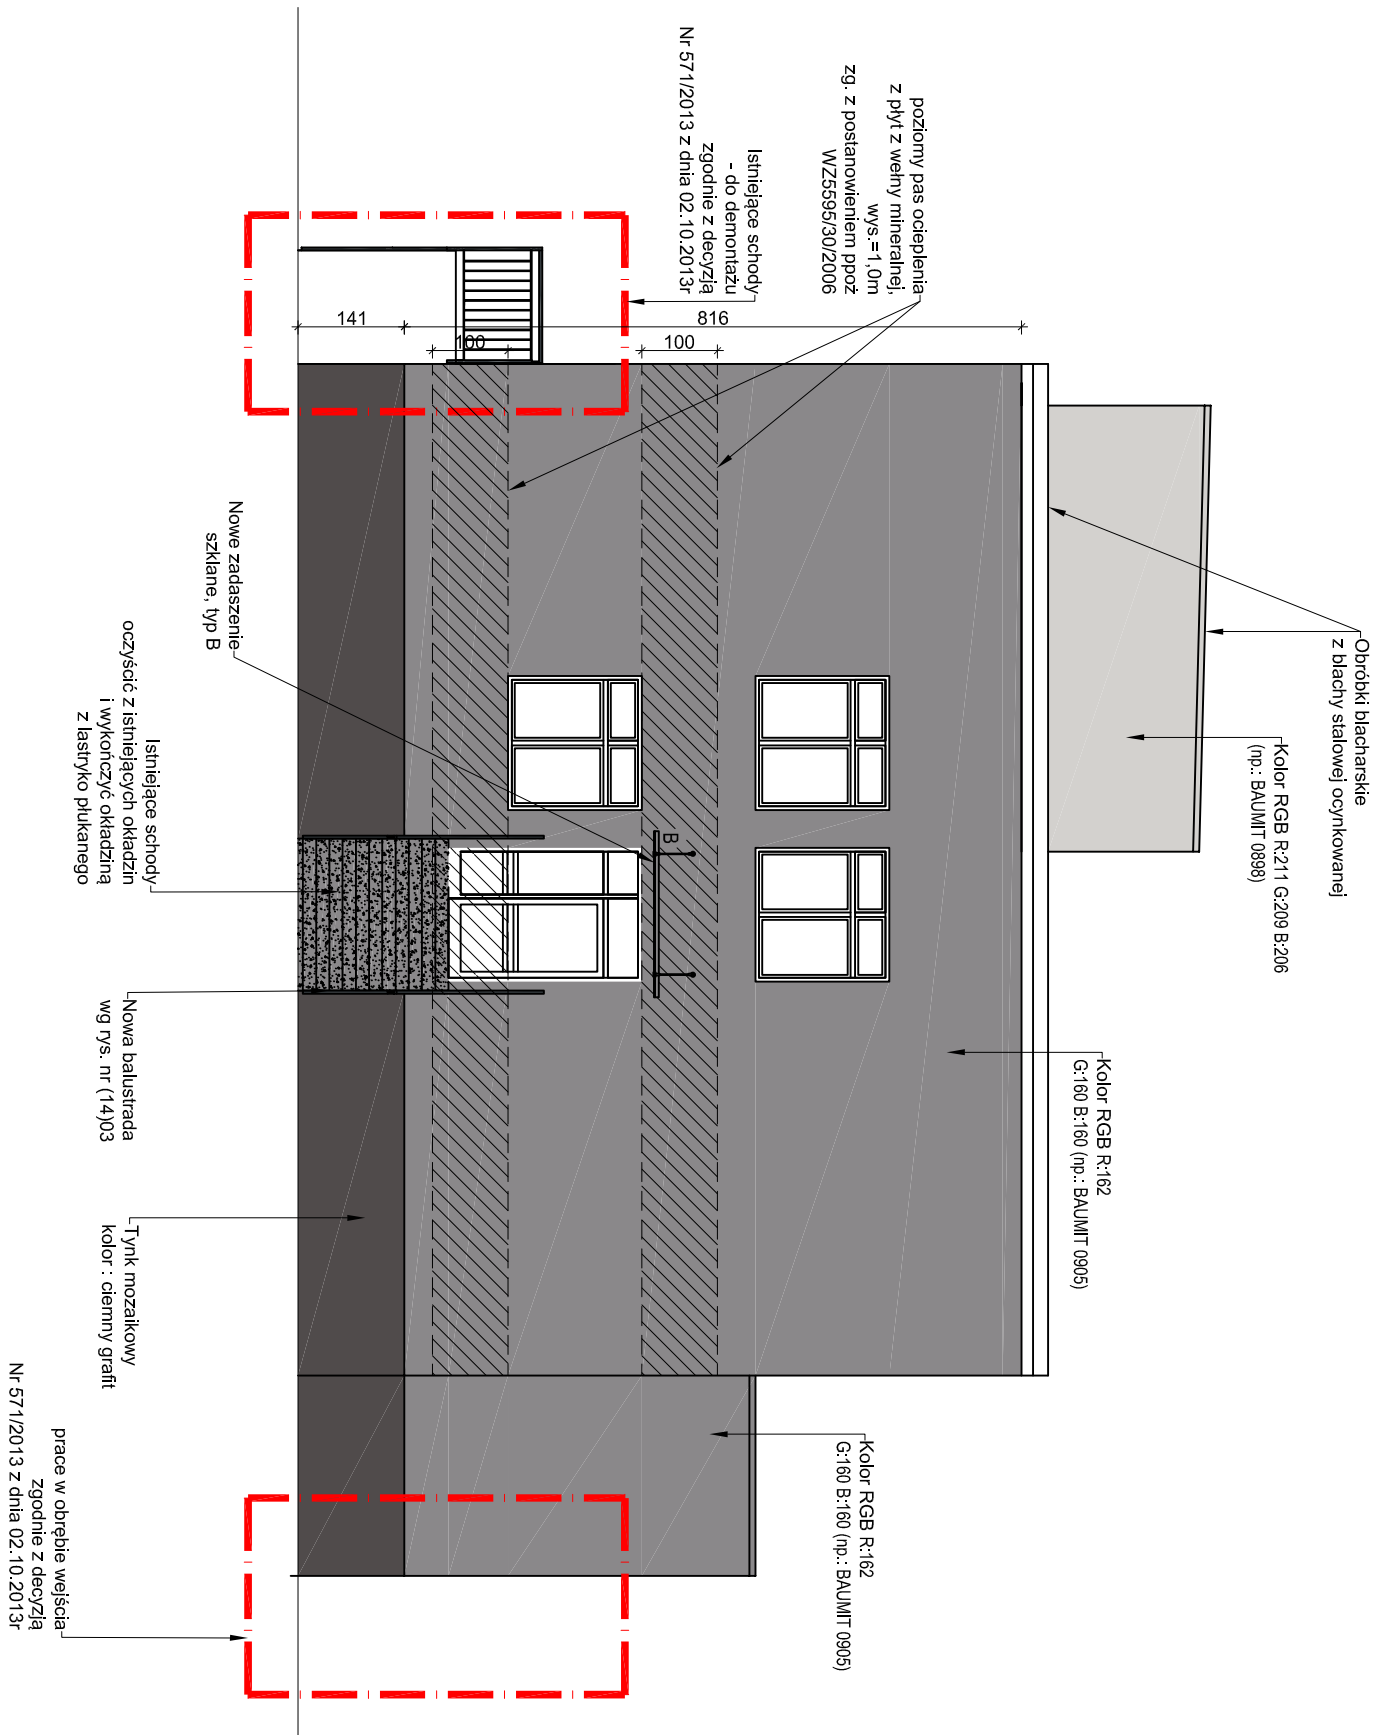 Obróbki blacharskie
z blachy stalowej ocynkowanej
Kolor RGB R:211 G:209 B:206
(np.: BAUMIT 0898)
Kolor RGB R:162
G:160 B:160 (np.: BAUMIT 0905)
poziomy pas ocieplenia
z płyt z wełny mineralnej,
wys.=1,0m
zg. z postanowieniem ppoż
WZ5595/30/2006
Kolor RGB R:162
G:160 B:160 (np.: BAUMIT 0905)
Istniejące schody
- do demontażu
zgodnie z decyzją
Nr 571/2013 z dnia 02.10.2013r
816
100
B
100
141
Nowe zadaszenie
szklane, typ B
Istniejące schody
oczyścić z istniejących okładzin
i wykończyć okładziną
z lastryko płukanego
Nowa balustrada
wg rys. nr (14)03
Tynk mozaikowy
kolor : ciemny grafit
prace w obrębie wejścia
zgodnie z decyzją
Nr 571/2013 z dnia 02.10.2013r